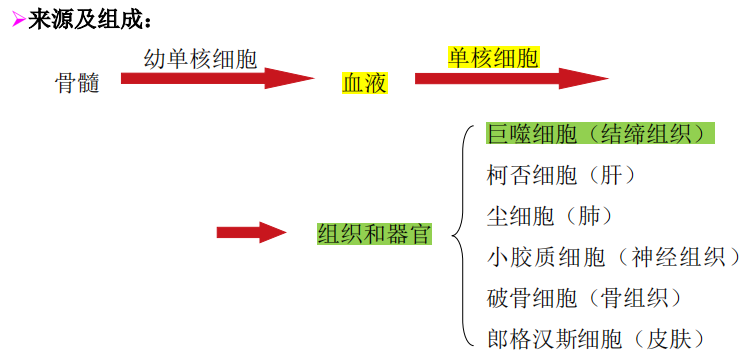 ➢来源及组成：
幼单核细胞
单核细胞
骨髓
血液
巨噬细胞（结缔组织）
柯否细胞（肝）
尘细胞（肺）
组织和器官
小胶质细胞（神经组织）
破骨细胞（骨组织）
郎格汉斯细胞（皮肤）